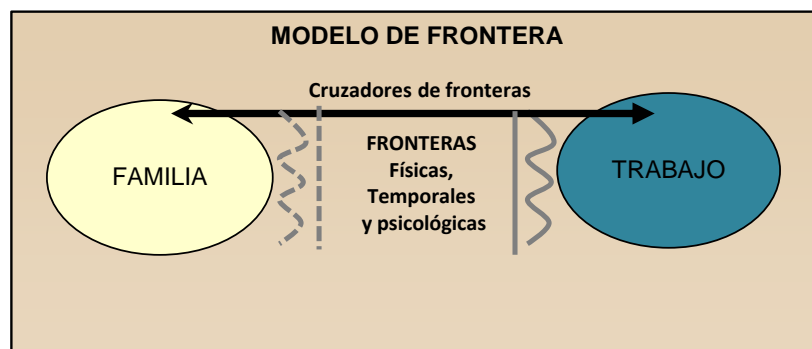 MODELO DE FRONTERA
Cruzadores de fronteras
FAMILIA
FRONTERAS
Físicas,
Temporales
y psicológicas
TRABAJO